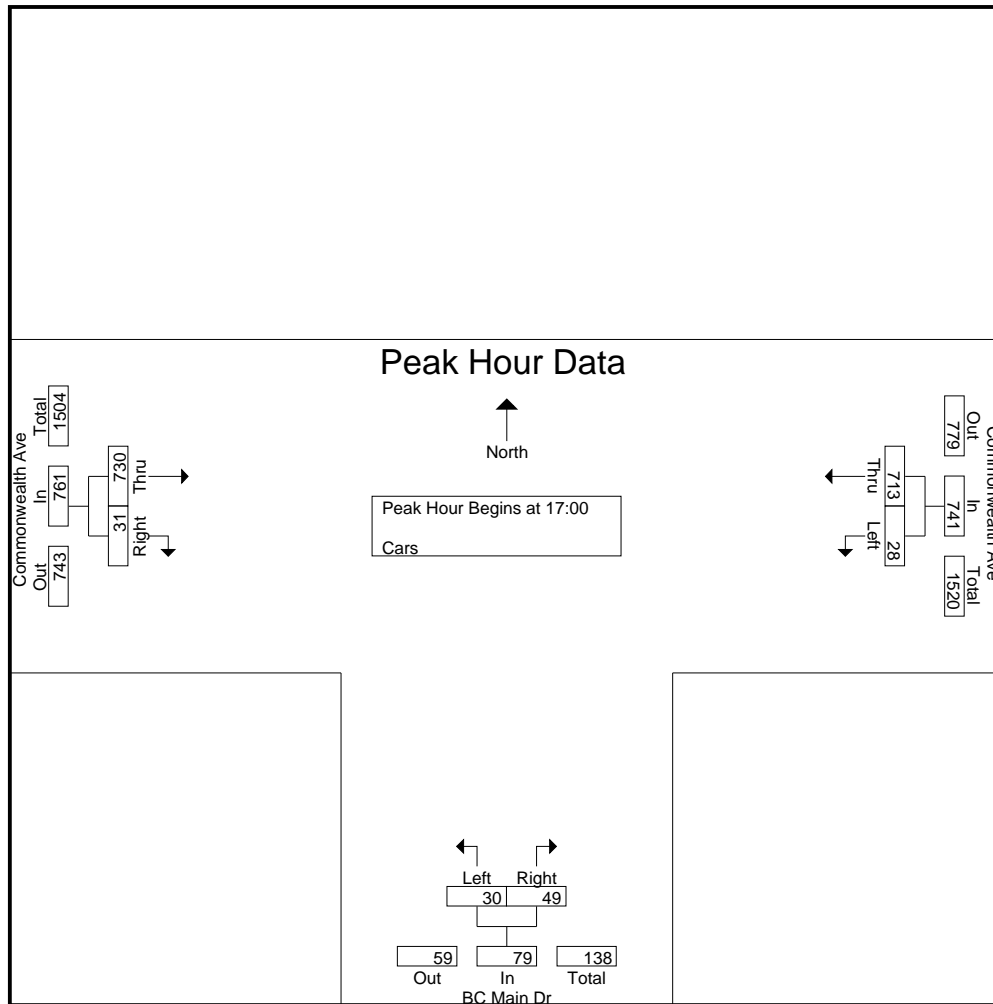 Peak Hour Data
North
Peak Hour Begins at 17:00
Cars
Commonwealth Ave
Out In Total
743 761 1504
31 730
Right Thru
Commonwealth Ave
Out In Total
779 741 1520
713 28
Thru Left
Left Right
30 49
59 79 138
Out In Total
BC Main Dr